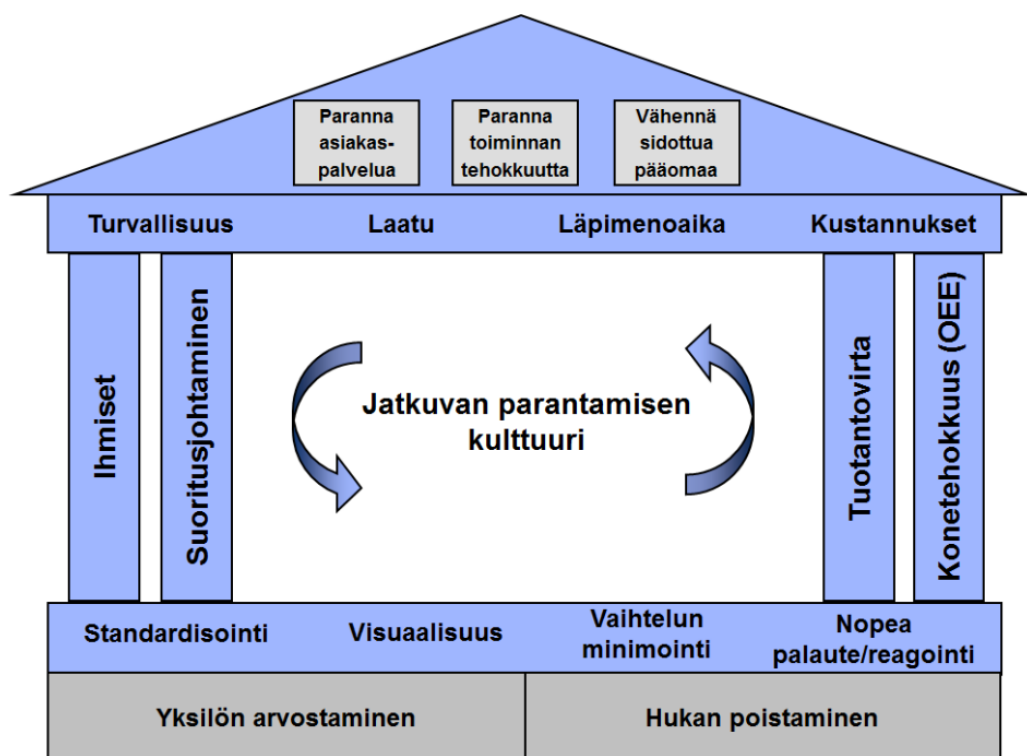 Paranna
asiakas-
palvelua
Paranna
toiminnan
tehokkuutta
Vähennä
sidottua
pääomaa
Turvallisuus
Laatu
Läpimenoaika
Kustannukset
Ihmiset
Suoritusjohtaminen
Jatkuvan parantamisen
kulttuuri
Tuotantovirta
Konetehokkuus (OEE)
Standardisointi
Visuaalisuus
Vaihtelun
minimointi
Nopea
palaute/reagointi
Yksilön arvostaminen
Hukan poistaminen